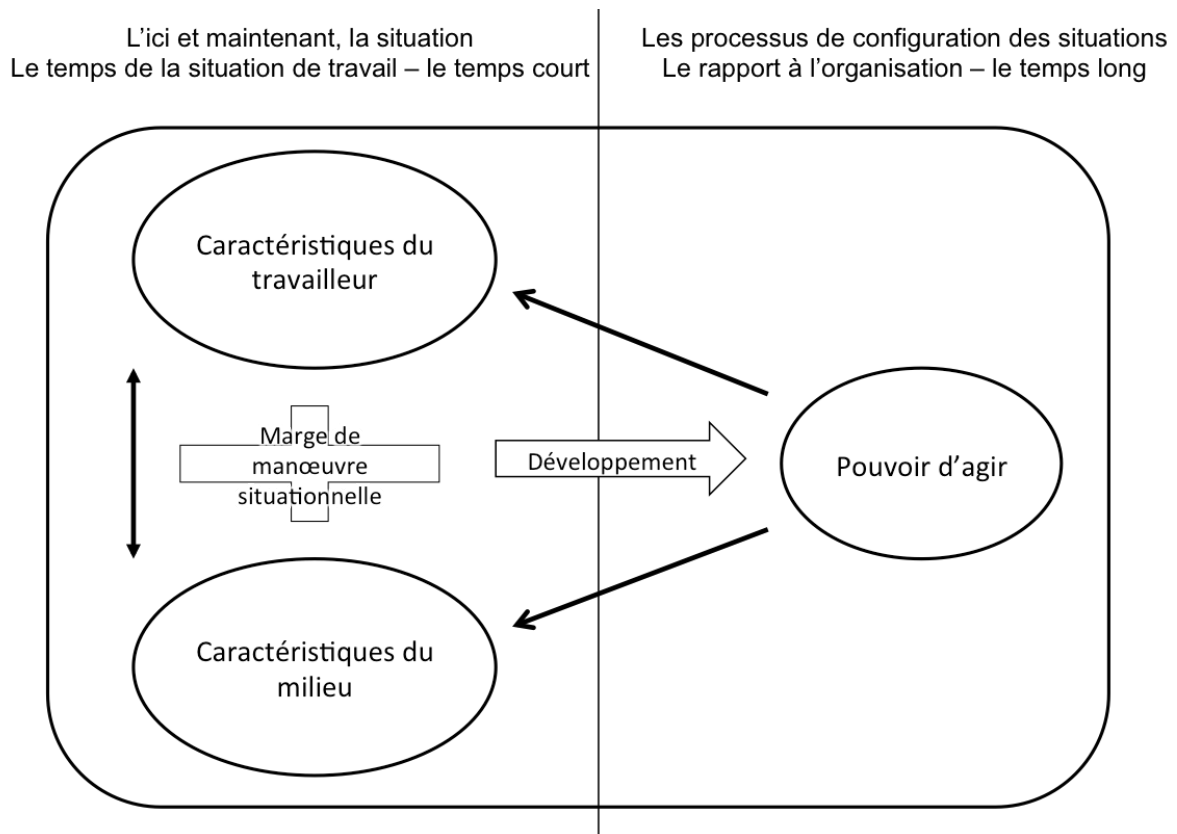 L’ici et maintenant, la situation
Le temps de la situation de travail – le temps court
Les processus de configuration des situations
Le rapport à l’organisation – le temps long
Caractéristiques du
travailleur
Marge de
manœuvre
situationnelle
Développement
Pouvoir d’agir
Caractéristiques du
milieu